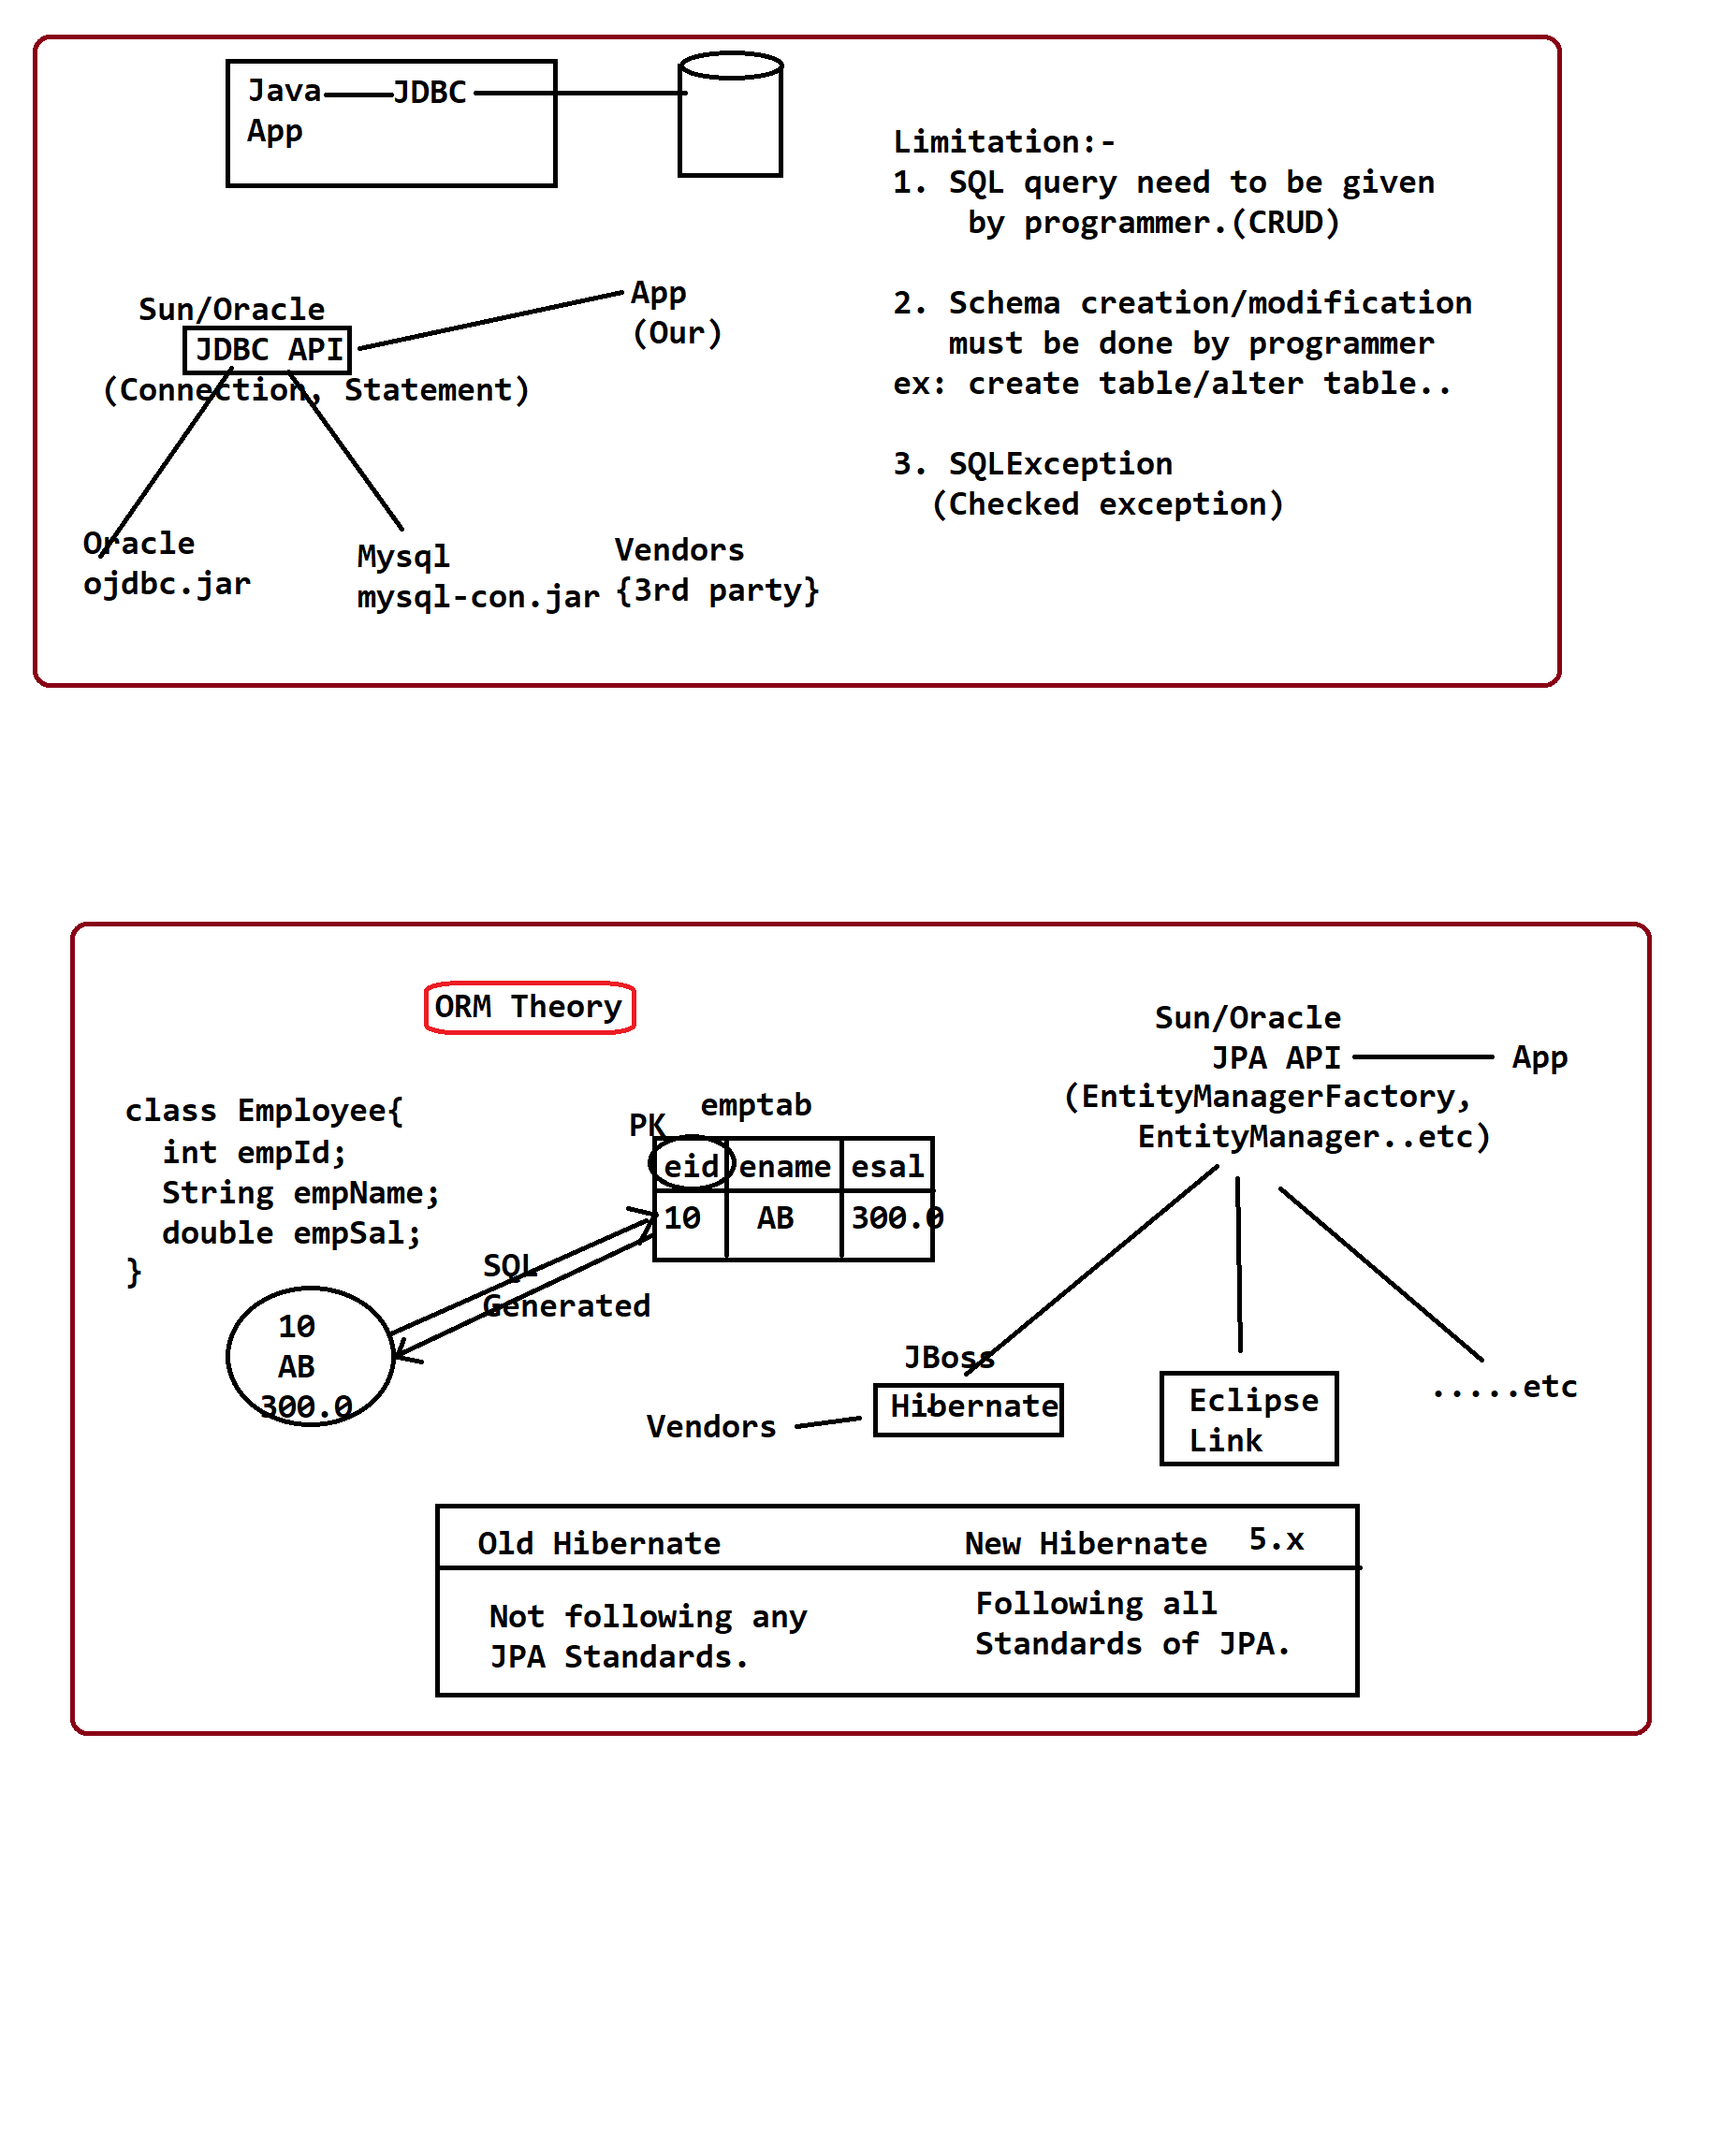 Java JDBC
App
Limitation:-
1. SQL query need to be given
by programmer.(CRUD)
2. Schema creation/modification
must be done by programmer
ex: create table/alter table..
3. SQLException
(Checked exception)
Sun/Oracle
JDBC API
(Connection, Statement)
App
(Our)
Oracle
ojdbc.jar
Mysql
mysql-con.jar
Vendors
{3rd party}
ORM Theory
class Employee{
int empId;
String empName;
double empSal;
}
10
AB
300.0
SQL
Generated
PK
emptab
eid ename esal
10 AB 300.0
Sun/Oracle
JPA API
App
(EntityManagerFactory,
EntityManager..etc)
JBoss
Hibernate
Vendors
Eclipse
Link
.....etc
Old Hibernate
New Hibernate 5.x
Not following any
JPA Standards.
Following all
Standards of JPA.